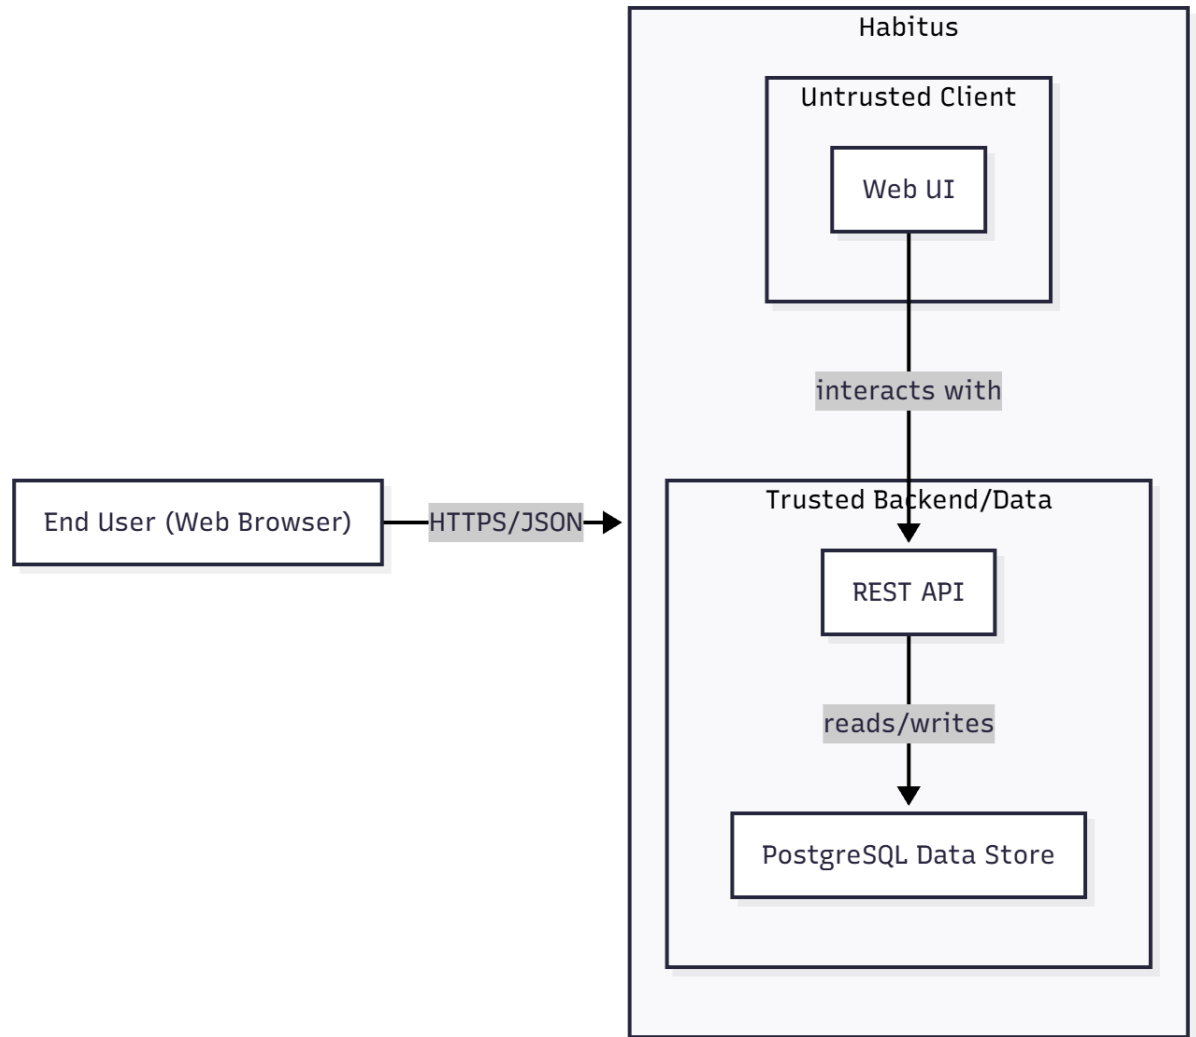 Habitus
Untrusted Client
Web UI
interacts with
End User (Web Browser)
HTTPS/JSON
Trusted Backend/Data
REST API
reads/writes
PostgreSQL Data Store